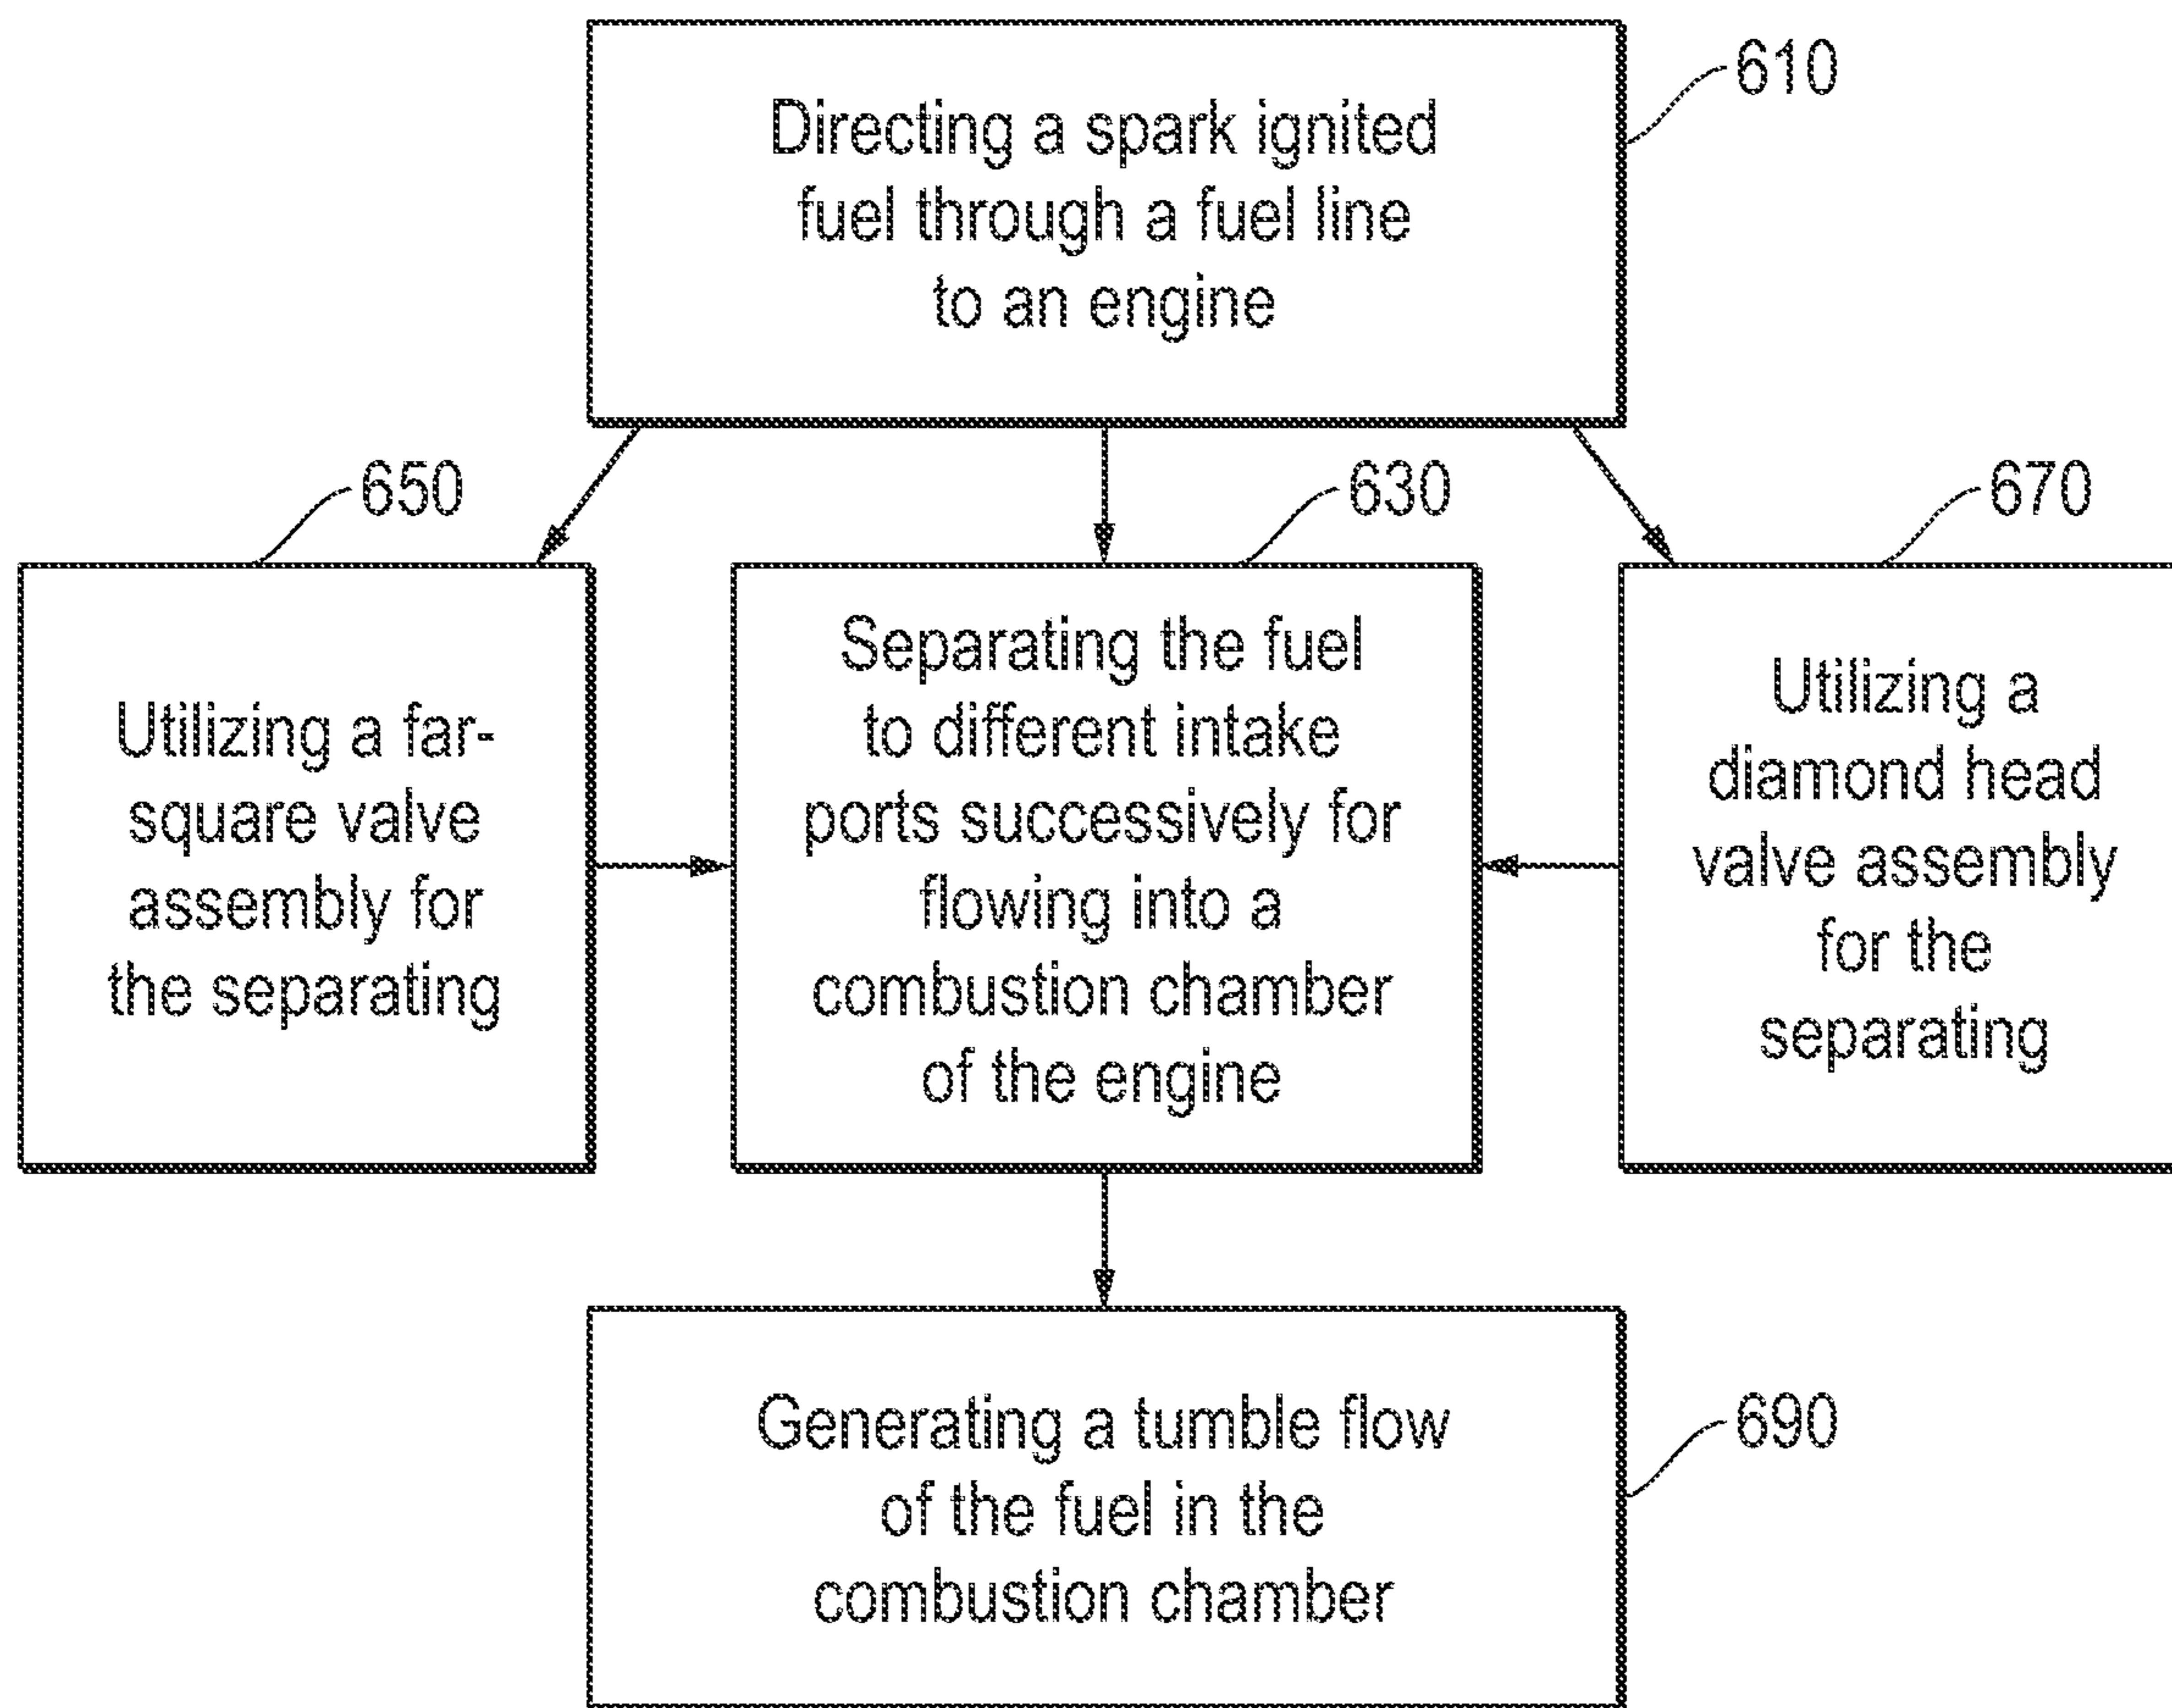 Directing a spark ignited
fuel through a fuel line
to an engine
610
650
630
670
Utilizing a far-
square valve
assembly for
the separating
Separating the fuel
to different intake
ports successively for
flowing into a
combustion chamber
of the engine
Utilizing a
diamond head
valve assembly
for the
separating
Generating a tumble flow
of the fuel in the
combustion chamber
690